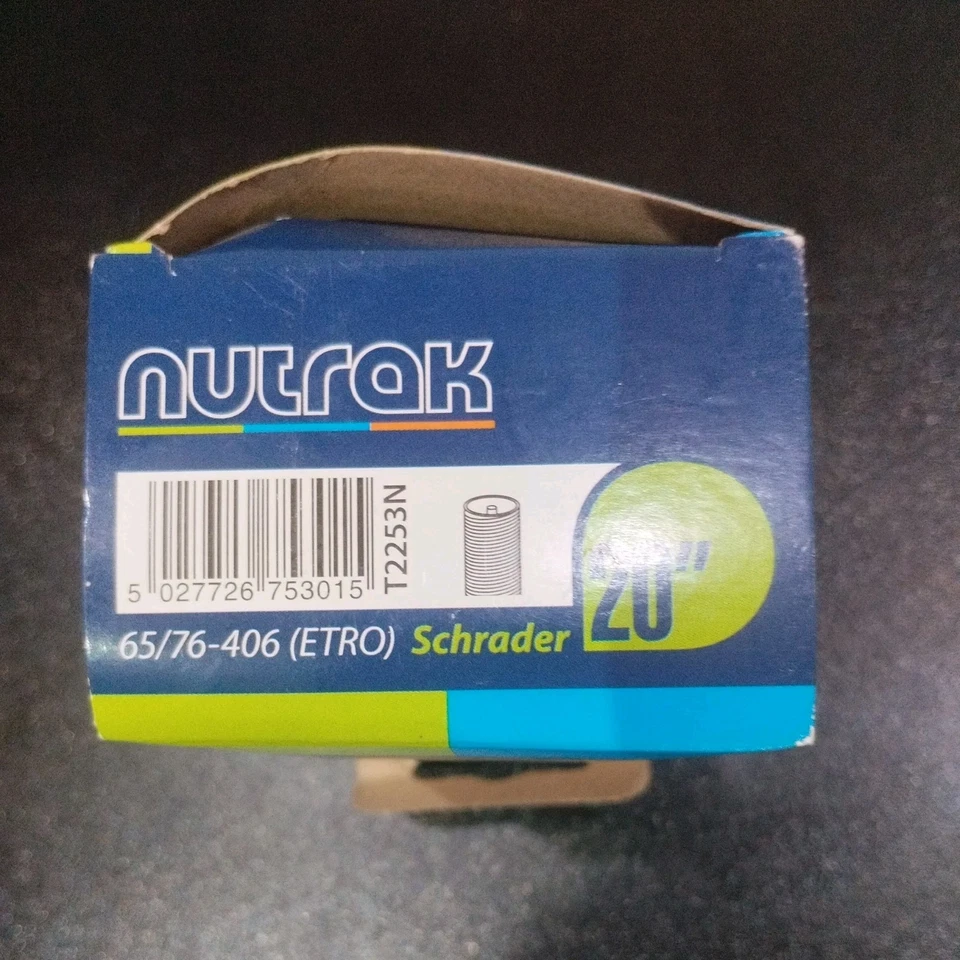 nutrak
5 027726 753015
T2253N
20"
65/76-406 (ETRO) Schrader